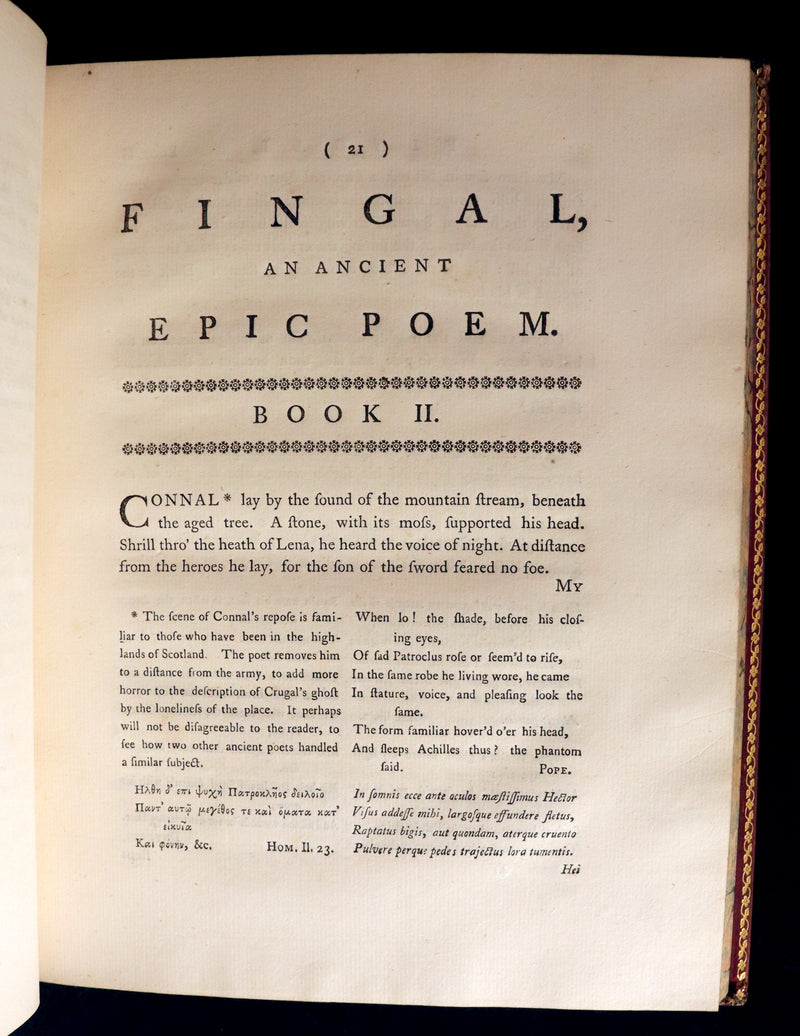 ( 21 )
F I N G A L,
AN ANCIENT
EPIC POEM.
BOOK II.
CONNAL * lay by the ſound of the mountain ſtream, beneath
the aged tree. A ſtone, with its moſs, ſupported his head.
Shrill thro' the heath of Lena, he heard the voice of night. At diſtance
from the heroes he lay, for the ſon of the ſword feared no foe.
MY
* The ſcene of Connal's repoſe is fami-
liar to thoſe who have been in the high-
lands of Scotland. The poet removes him
to a diſtance from the army, to add more
horror to the deſcription of Crugal's ghoſt
by the lonelineſs of the place. It perhaps
will not be diſagreeable to the reader, to
ſee how two other ancient poets handled
a ſimilar ſubject.
Ηλθη δ' επι ψυχὴ Πατροκλῆος δειλοῖο
Παντ' αυτῷ μεγέθος τε καὶ ὄματα κατ'
εἰκυῖα
Και φονην, &c. HOM. Il. 23.
When lo! the ſhade, before his cloſ-
ing eyes,
Of ſad Patroclus roſe or ſeem'd to riſe,
In the ſame robe he living wore, he came
In ſtature, voice, and pleaſing look the
ſame.
The form familiar hover'd o'er his head,
And ſleeps Achilles thus? the phantom
ſaid. POPE.
In ſomnis ecce ante oculos mæſtiſſimus Hector
Viſus addeſſe mihi, largoſque effundere fletus,
Raptatus bigis, aut quondam, aterque cruento
Pulvere perque pedes trajectus lora tumentis.
Hei